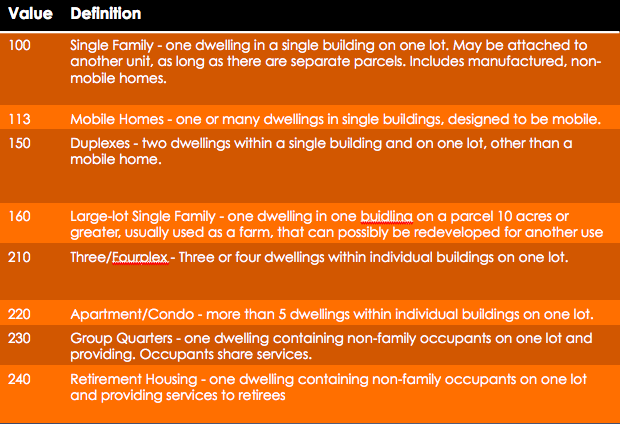 Value Definition
100 Single Family - one dwelling in a single building on one lot. May be attached to
another unit, as long as there are separate parcels. Includes manufactured, non-
mobile homes.
113 Mobile Homes - one or many dwellings in single buildings, designed to be mobile.
150 Duplexes - two dwellings within a single building and on one lot, other than a
mobile home.
160 Large-lot Single Family - one dwelling in one buidling on a parcel 10 acres or
greater, usually used as a farm, that can possibly be redeveloped for another use
210 Three/Fourplex - Three or four dwellings within individual buildings on one lot.
220 Apartment/Condo - more than 5 dwellings within individual buildings on one lot.
230 Group Quarters - one dwelling containing non-family occupants on one lot and
providing. Occupants share services.
240 Retirement Housing - one dwelling containing non-family occupants on one lot
and providing services to retirees